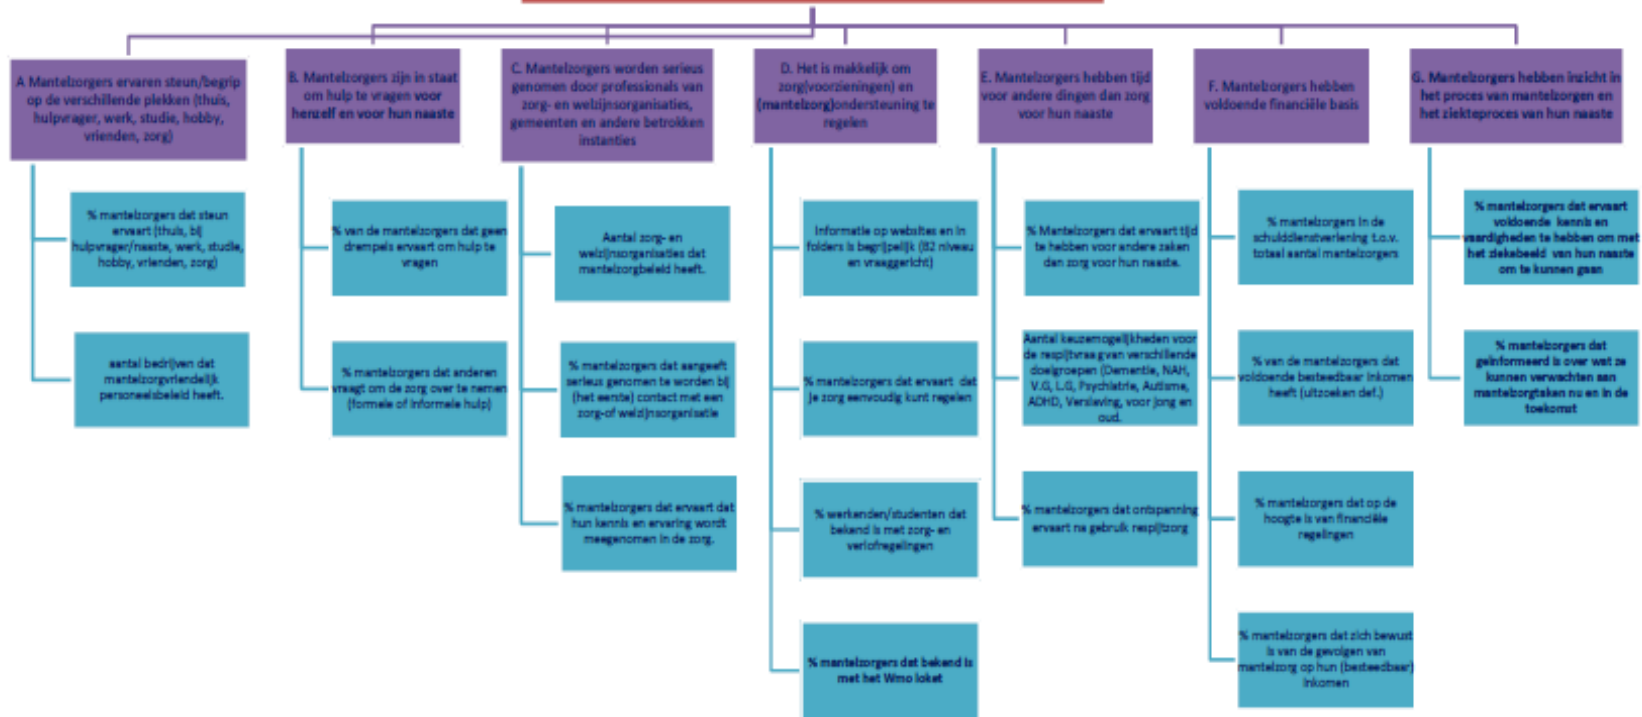 A Mantelzorgers ervaren steun/begrip
op de verschillende plekken (thuis,
hulpvrager, werk, studie, hobby,
vrienden, zorg)
% mantelzorgers dat steun
ervaart (thuis, bij
hulpvrager/naaste, werk, studie,
hobby, vrienden, zorg)
aantal bedrijven dat
mantelzorgvriendelijk
personeelsbeleid heeft.
B. Mantelzorgers zijn in staat
om hulp te vragen voor
henzelf en voor hun naaste
% van de mantelzorgers dat geen
drempels ervaart om hulp te
vragen
% mantelzorgers dat anderen
vraagt om de zorg over te nemen
(formele of informele hulp)
C. Mantelzorgers worden serieus
genomen door professionals van
zorg- en welzijnsorganisaties,
gemeenten en andere betrokken
instanties
Aantal zorg- en
welzijnsorganisaties dat
mantelzorgbeleid heeft.
% mantelzorgers dat aangeeft
serieus genomen te worden bij
(het eerste) contact met een
zorg-of welzijnsorganisatie
% mantelzorgers dat ervaart dat
hun kennis en ervaring wordt
meegenomen in de zorg.
D. Het is makkelijk om
zorg(voorzieningen) en
(mantelzorg)ondersteuning te
regelen
Informatie op websites en in
folders is begrijpelijk (B2 niveau
en vraaggericht)
% mantelzorgers dat ervaart dat
je zorg eenvoudig kunt regelen
% werkenden/studenten dat
bekend is met zorg- en
verlofregelingen
% mantelzorgers dat bekend is
met het Wmo loket
E. Mantelzorgers hebben tijd
voor andere dingen dan zorg
voor hun naaste
% Mantelzorgers dat ervaart tijd
te hebben voor andere zaken
dan zorg voor hun naaste.
Aantal keuzemogelijkheden voor
de respijtvraag van verschillende
doelgroepen (Dementie, NAH,
V.G, L.G, Psychiatrie, Autisme,
ADHD, Verslaving, voor jong en
oud.
% mantelzorgers dat ontspanning
ervaart na gebruik respijtzorg
F. Mantelzorgers hebben
voldoende financiële basis
% mantelzorgers in de
schulddienstverlening t.o.v.
totaal aantal mantelzorgers
% van de mantelzorgers dat
voldoende besteedbaar inkomen
heeft (uitzoeken def.)
% mantelzorgers dat op de
hoogte is van financiële
regelingen
% mantelzorgers dat zich bewust
is van de gevolgen van
mantelzorg op hun (besteedbaar)
inkomen
G. Mantelzorgers hebben inzicht in
het proces van mantelzorgen en
het ziekteproces van hun naaste
% mantelzorgers dat ervaart
voldoende kennis en
vaardigheden te hebben om met
het ziekebeeld van hun naaste
om te kunnen gaan
% mantelzorgers dat
geïnformeerd is over wat ze
kunnen verwachten aan
mantelzorgtaken nu en in de
toekomst